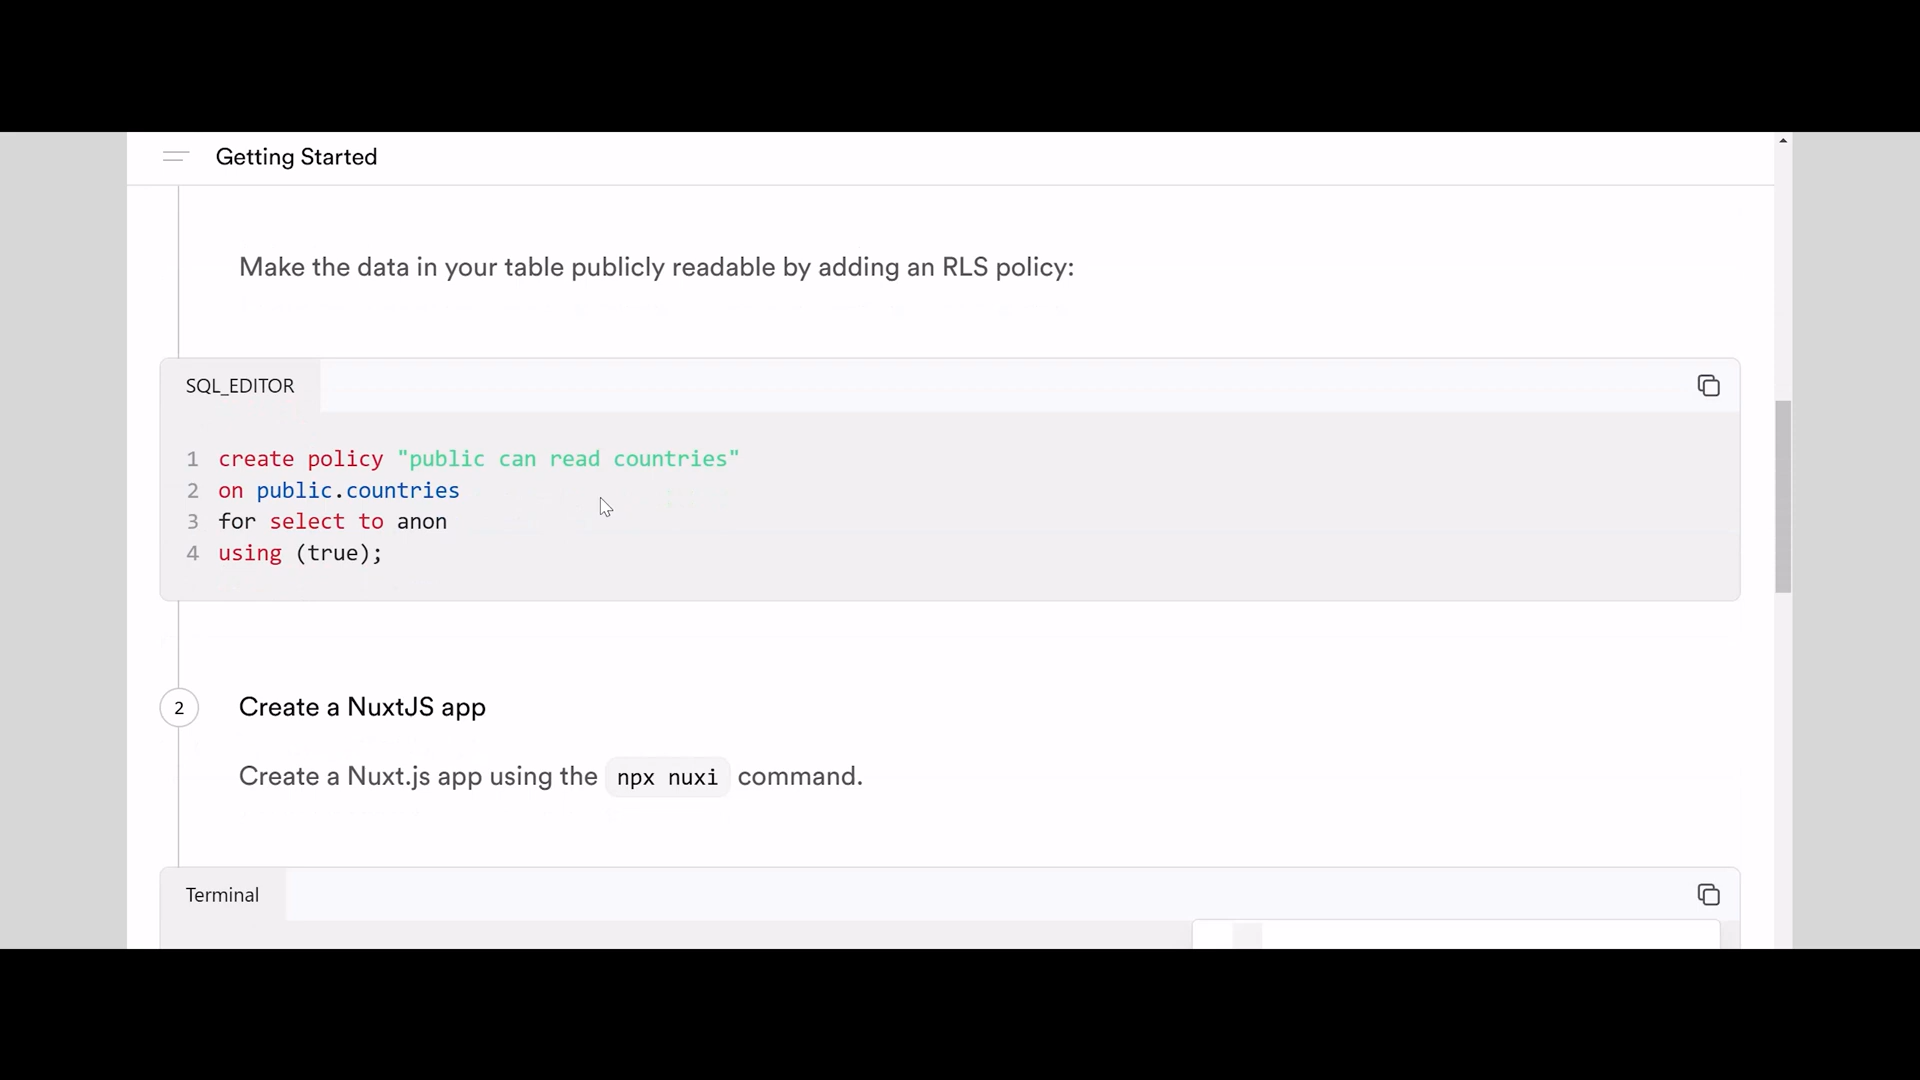 Getting Started
Make the data in your table publicly readable by adding an RLS policy:
SQL_EDITOR
1 create policy "public can read countries"
2 on public.countries
3 for select to anon
4 using (true);
2 Create a NuxtJS app
Create a Nuxt.js app using the npx nuxi command.
Terminal